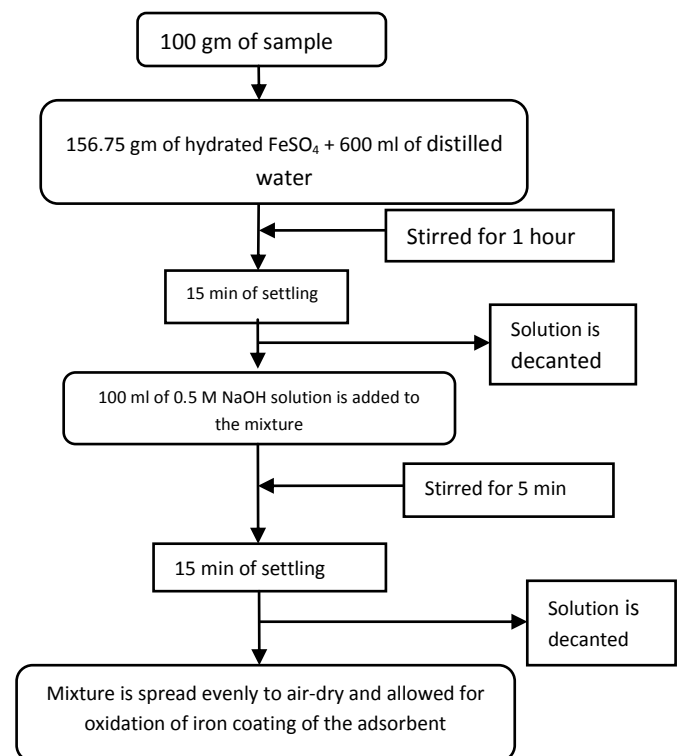 100 gm of sample
156.75 gm of hydrated FeSO₄ + 600 ml of distilled
water
Stirred for 1 hour
15 min of settling
Solution is
decanted
100 ml of 0.5 M NaOH solution is added to
the mixture
Stirred for 5 min
15 min of settling
Solution is
decanted
Mixture is spread evenly to air-dry and allowed for
oxidation of iron coating of the adsorbent